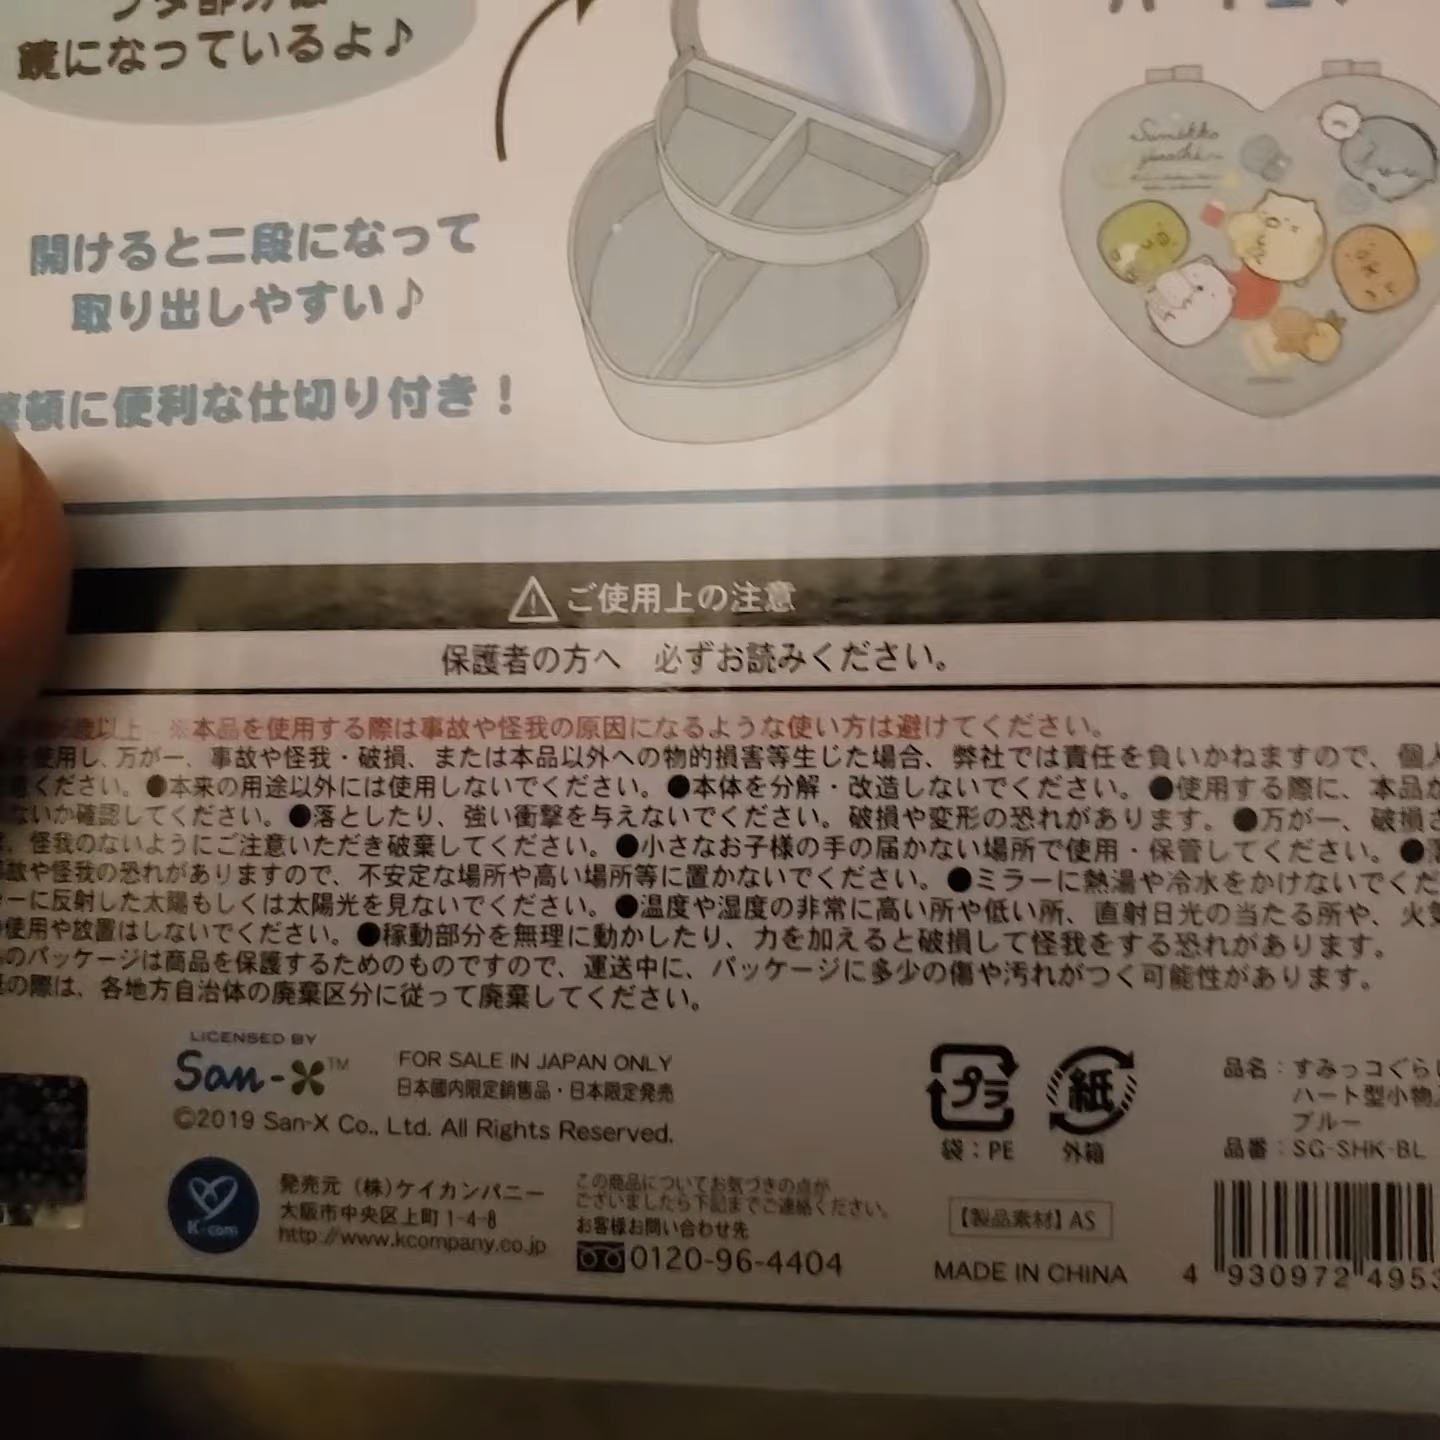 鏡になっているよ♪
開けると二段になって
取り出しやすい♪
頓に便利な仕切り付き！
Sumikko
gurashi
ご使用上の注意
保護者の方へ　必ずお読みください。
歳以上　※本品を使用する際は事故や怪我の原因になるような使い方は避けてください。
使用し、万が一、事故や怪我・破損、または本品以外への物的損害等生じた場合、弊社では責任を負いかねますので、個人
ください。●本来の用途以外には使用しないでください。●本体を分解・改造しないでください。●使用する際に、本品が
ないか確認してください。●落としたり、強い衝撃を与えないでください。破損や変形の恐れがあります。●万が一、破損さ
、怪我のないようにご注意いただき破棄してください。●小さなお子様の手の届かない場所で使用・保管してください。●
故や怪我の恐れがありますので、不安定な場所や高い場所等に置かないでください。●ミラーに熱湯や冷水をかけないでくだ
ーに反射した太陽もしくは太陽光を見ないでください。●温度や湿度の非常に高い所や低い所、直射日光の当たる所や、火気
使用や放置はしないでください。●稼動部分を無理に動かしたり、力を加えると破損して怪我をする恐れがあります。
のパッケージは商品を保護するためのものですので、運送中に、パッケージに多少の傷や汚れがつく可能性があります。
の際は、各地方自治体の廃棄区分に従って廃棄してください。
LICENSED BY
San-X™
FOR SALE IN JAPAN ONLY
日本國内限定銷售品・日本限定発売
©2019 San-X Co., Ltd. All Rights Reserved.
K-com
発売元（株）ケイカンパニー
大阪市中央区上町1-4-8
http://www.kcompany.co.jp
この商品についてお気づきの点が
ございましたら下記までご連絡ください。
お客様お問い合わせ先
0120-96-4404
プラ
袋：PE
紙
外箱
【製品素材】AS
MADE IN CHINA
品名：すみっコぐらし
ハート型小物入
ブルー
品番：SG-SHK-BL
4 930972 4953